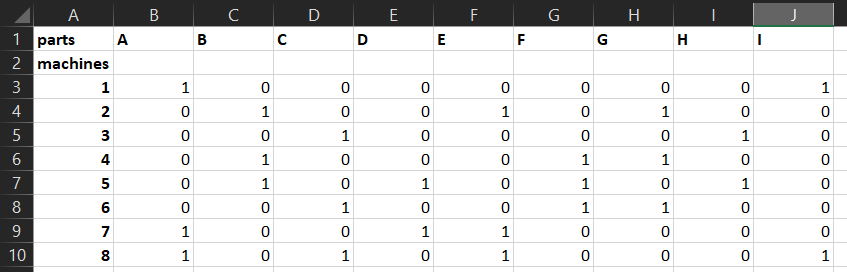 A B C D E F G H I J
1 parts A B C D E F G H I
2 machines
3 1 1 0 0 0 0 0 0 0 1
4 2 0 1 0 0 1 0 1 0 0
5 3 0 0 1 0 0 0 0 1 0
6 4 0 1 0 0 0 1 1 0 0
7 5 0 1 0 1 0 1 0 1 0
8 6 0 0 1 0 0 1 1 0 0
9 7 1 0 0 1 1 0 0 0 0
10 8 1 0 1 0 1 0 0 0 1